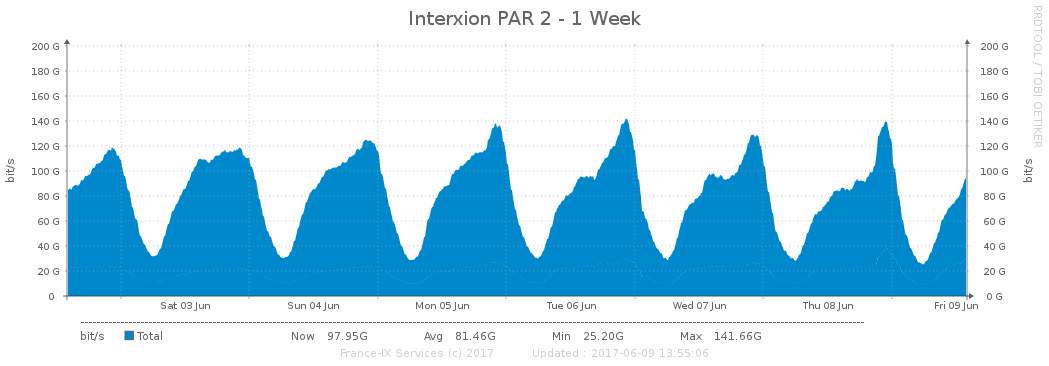 Interxion PAR 2 - 1 Week
RRDTOOL / TOBI OETIKER
bit/s
bit/s
200 G 200 G
180 G 180 G
160 G 160 G
140 G 140 G
120 G 120 G
100 G 100 G
80 G 80 G
60 G 60 G
40 G 40 G
20 G 20 G
0 0 G
Sat 03 Jun Sun 04 Jun Mon 05 Jun Tue 06 Jun Wed 07 Jun Thu 08 Jun Fri 09 Jun
bit/s Total Now 97.95G Avg 81.46G Min 25.20G Max 141.66G
France-IX Services (c) 2017 Updated : 2017-06-09 13:55:06